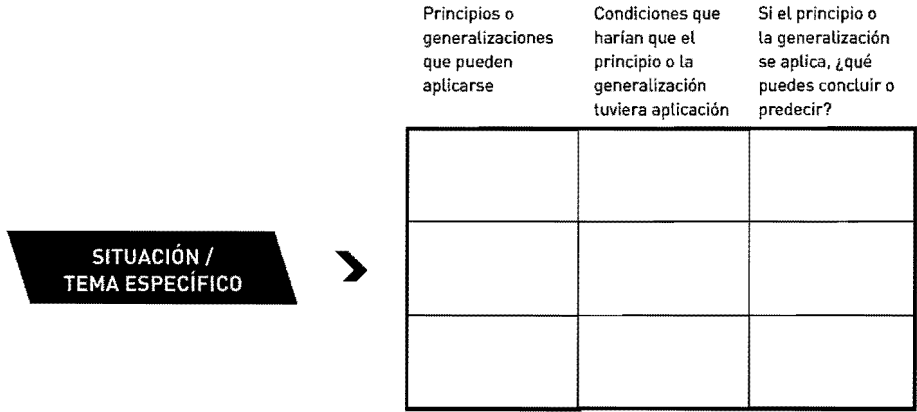 Principios o
generalizaciones
que pueden
aplicarse
Condiciones que
harían que el
principio o la
generalización
tuviera aplicación
Si el principio o
la generalización
se aplica, ¿qué
puedes concluir o
predecir?
SITUACIÓN /
TEMA ESPECÍFICO